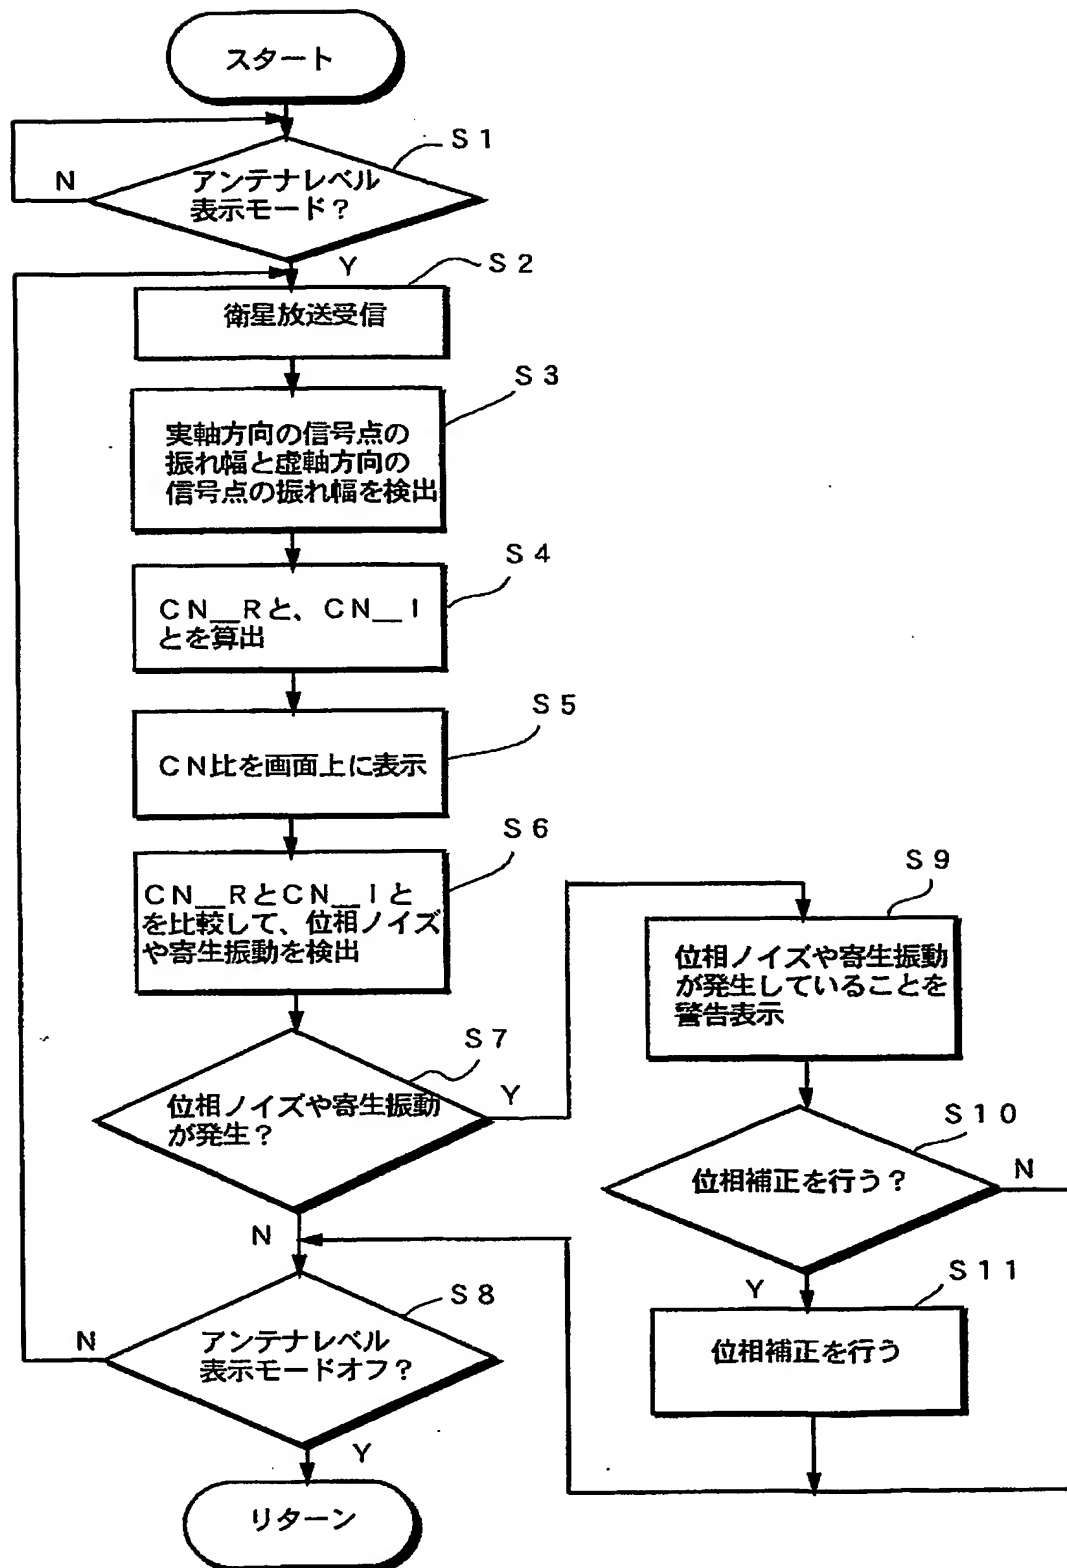 スタート
S1
N
アンテナレベル
表示モード?
Y
S2
衛星放送受信
S3
実軸方向の信号点の
振れ幅と虚軸方向の
信号点の振れ幅を検出
S4
CN__Rと、CN__I
とを算出
S5
CN比を画面上に表示
S6
CN__RとCN__Iと
を比較して、位相ノイズ
や寄生振動を検出
S7
Y
位相ノイズや寄生振動
が発生?
N
S8
N
アンテナレベル
表示モードオフ?
Y
リターン
S9
位相ノイズや寄生振動
が発生していることを
警告表示
S10
N
位相補正を行う?
Y
S11
位相補正を行う